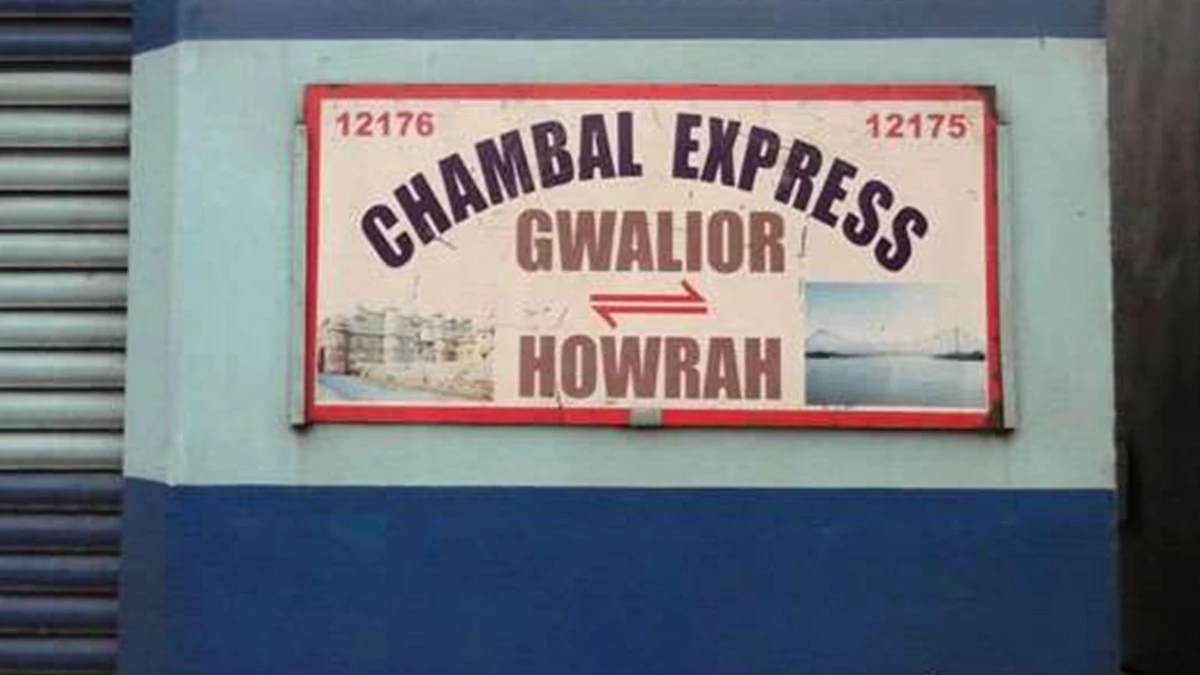 12176 12175
CHAMBAL EXPRESS
GWALIOR
HOWRAH